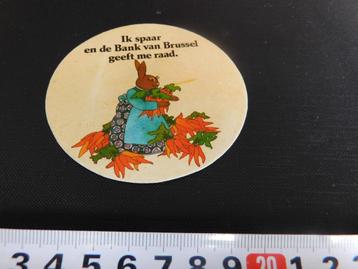 Ik spaar
en de Bank van Brussel
geeft me raad.
3 4 5 6 7 8 9 20 1 2